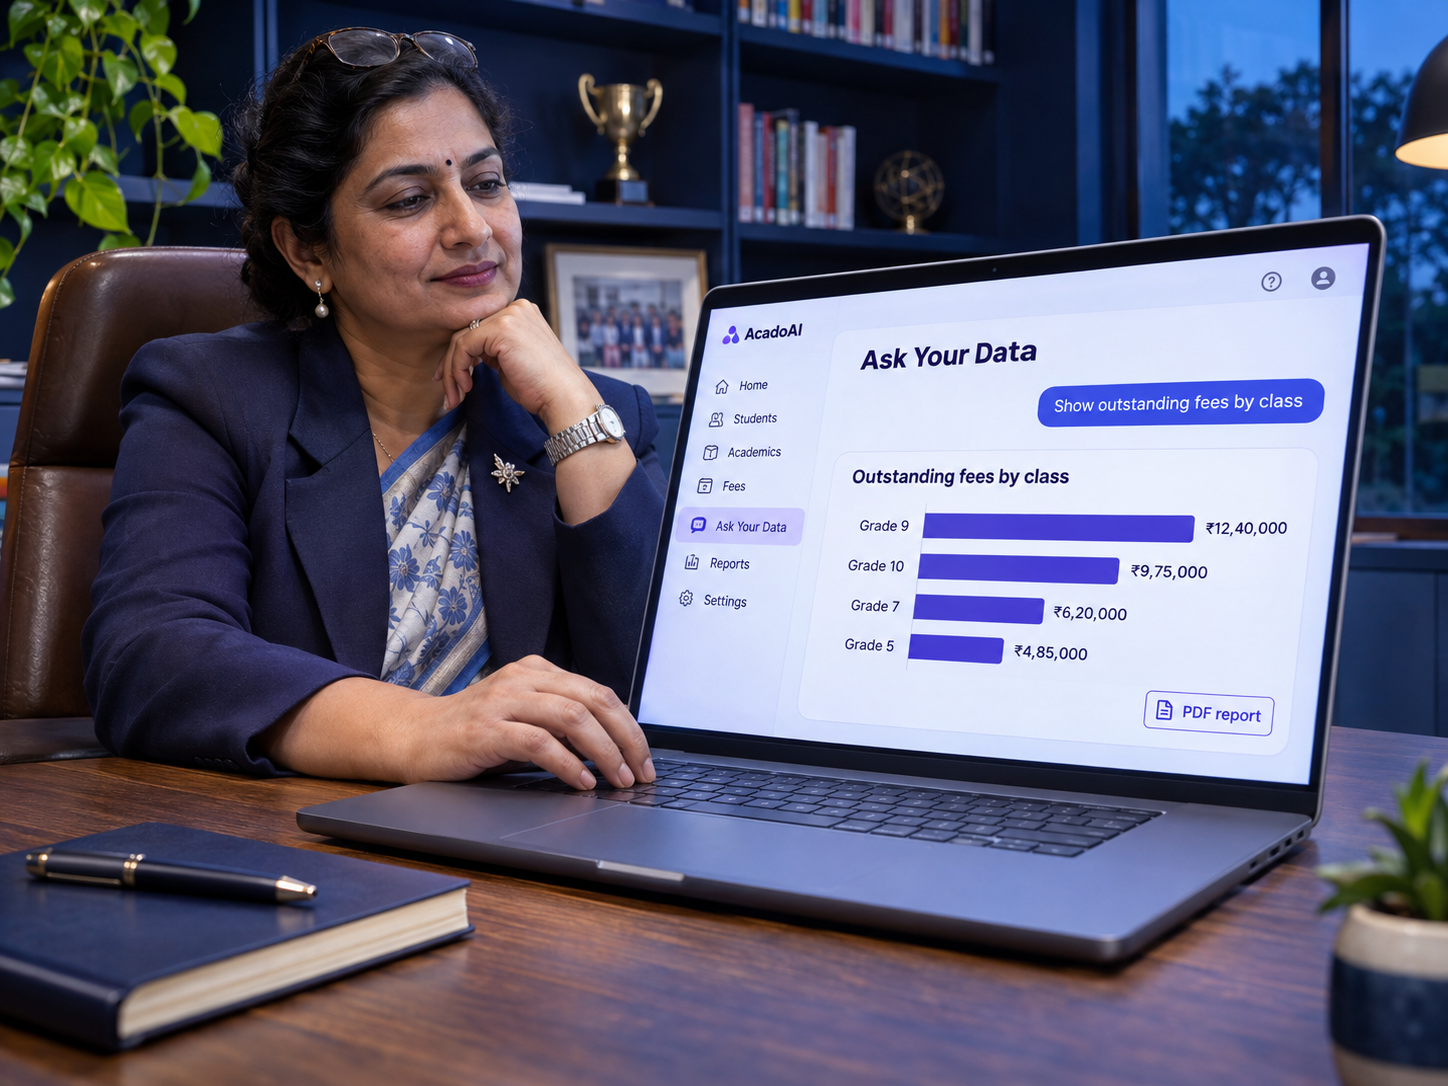 AcadoAI
Home
Students
Academics
Fees
Ask Your Data
Reports
Settings
Ask Your Data
Show outstanding fees by class
Outstanding fees by class
Grade 9 ₹12,40,000
Grade 10 ₹9,75,000
Grade 7 ₹6,20,000
Grade 5 ₹4,85,000
PDF report